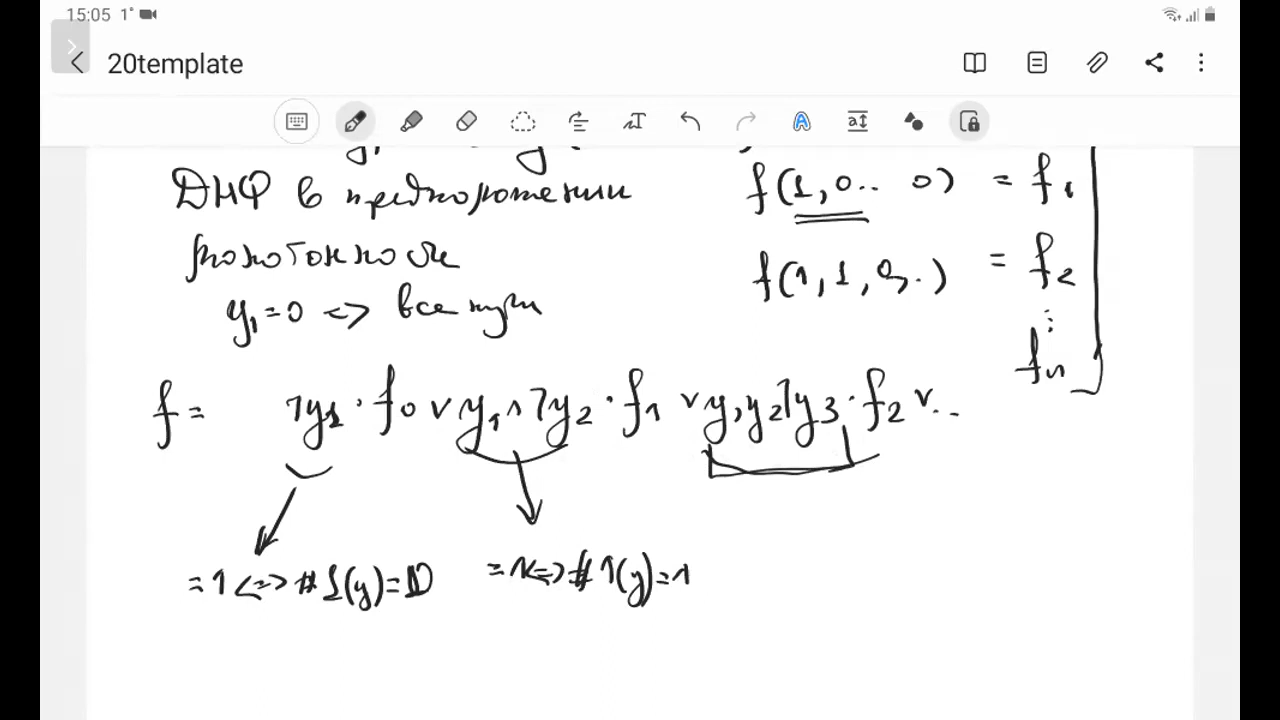 15:05 1°
20template
ДНФ в предположении
f(1,0.. 0) = f₁
монотонности
f(1,1,0,.) = f₂
y₁=0 <=> все нули
⋮
fₙ
f= ¬y₁·f₀∨y₁∧¬y₂·f₁ ∨y₁y₂¬y₃·f₂∨..
=1<=>#1(y)=0
=1<=>#1(y)=1